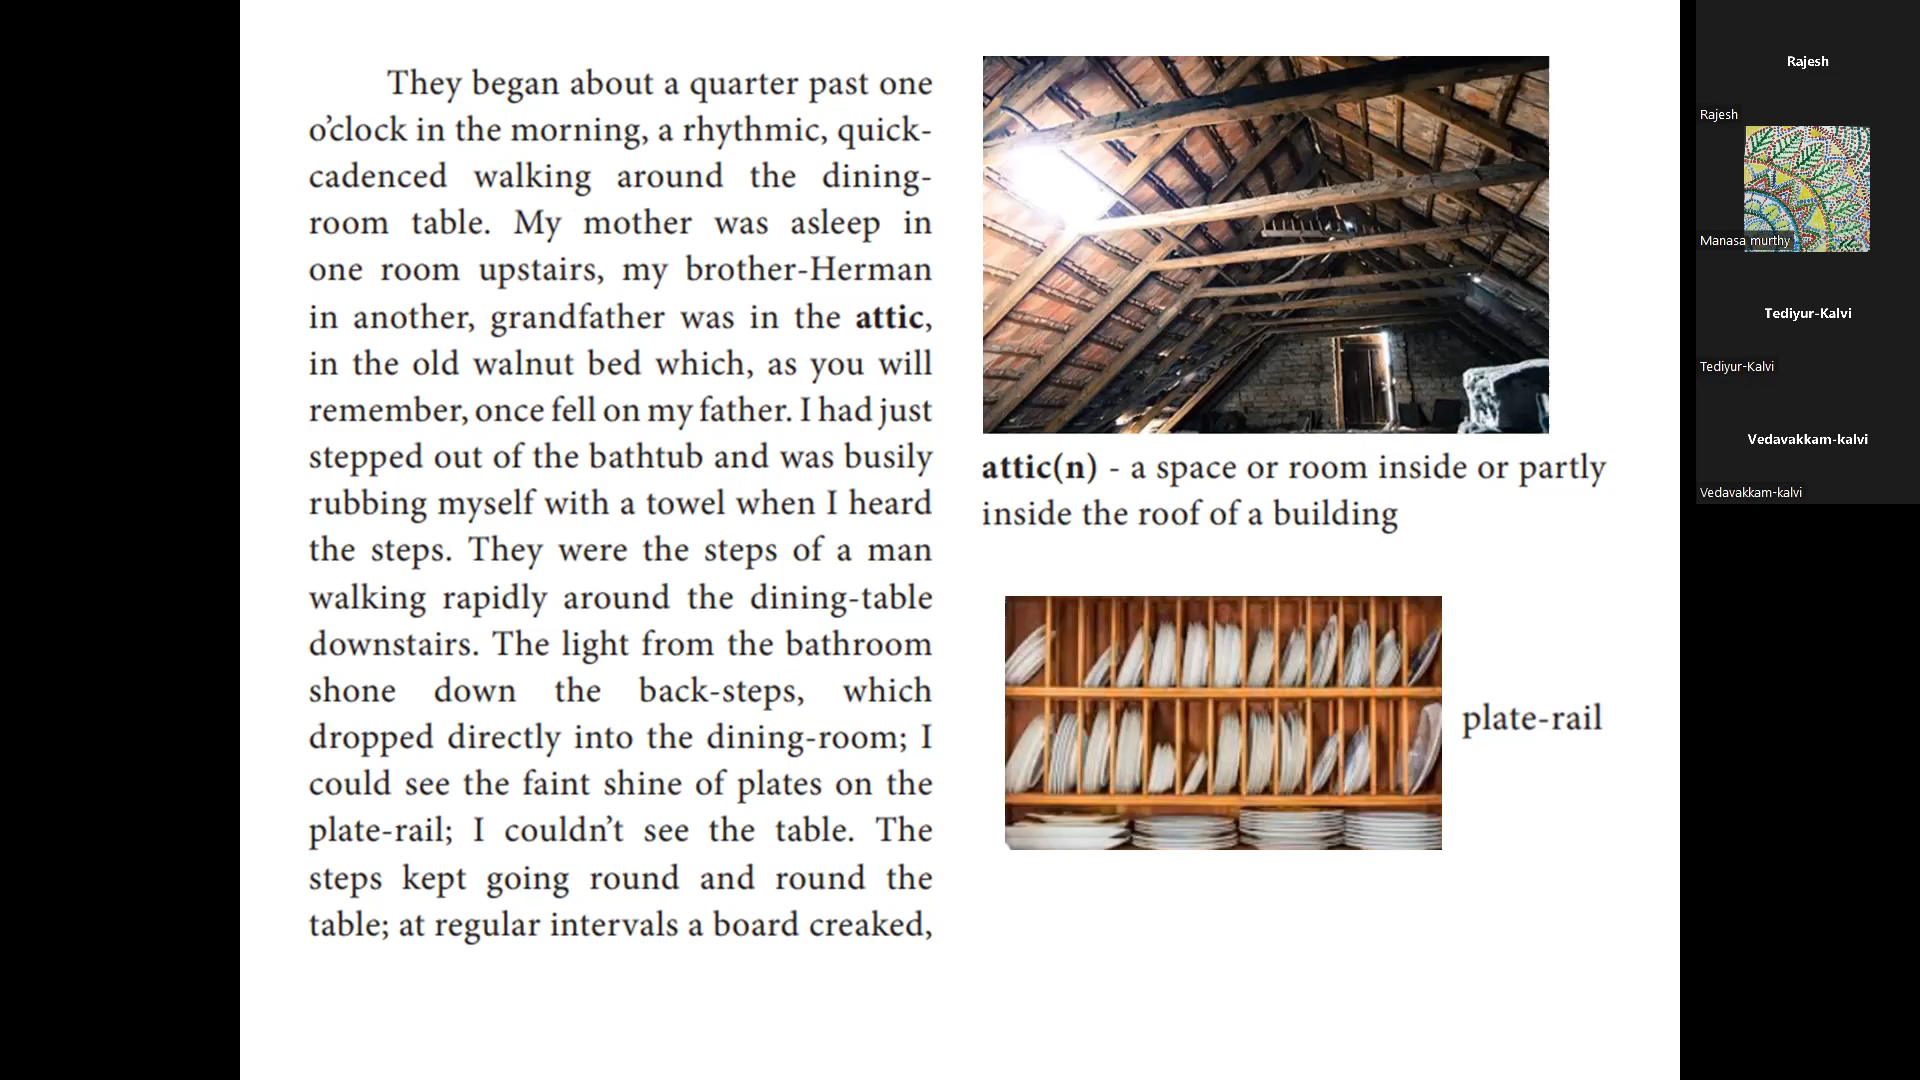 They began about a quarter past one
o’clock in the morning, a rhythmic, quick-
cadenced walking around the dining-
room table. My mother was asleep in
one room upstairs, my brother-Herman
in another, grandfather was in the attic,
in the old walnut bed which, as you will
remember, once fell on my father. I had just
stepped out of the bathtub and was busily
rubbing myself with a towel when I heard
the steps. They were the steps of a man
walking rapidly around the dining-table
downstairs. The light from the bathroom
shone down the back-steps, which
dropped directly into the dining-room; I
could see the faint shine of plates on the
plate-rail; I couldn’t see the table. The
steps kept going round and round the
table; at regular intervals a board creaked,
attic(n) - a space or room inside or partly
inside the roof of a building
plate-rail
Rajesh
Rajesh
Manasa murthy
Tediyur-Kalvi
Tediyur-Kalvi
Vedavakkam-kalvi
Vedavakkam-kalvi